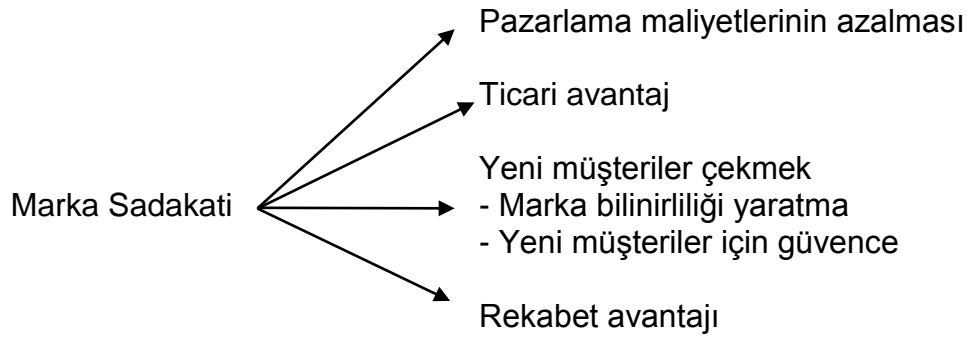 Pazarlama maliyetlerinin azalması
Ticari avantaj
Yeni müşteriler çekmek
Marka Sadakati
- Marka bilinirliliği yaratma
- Yeni müşteriler için güvence
Rekabet avantajı